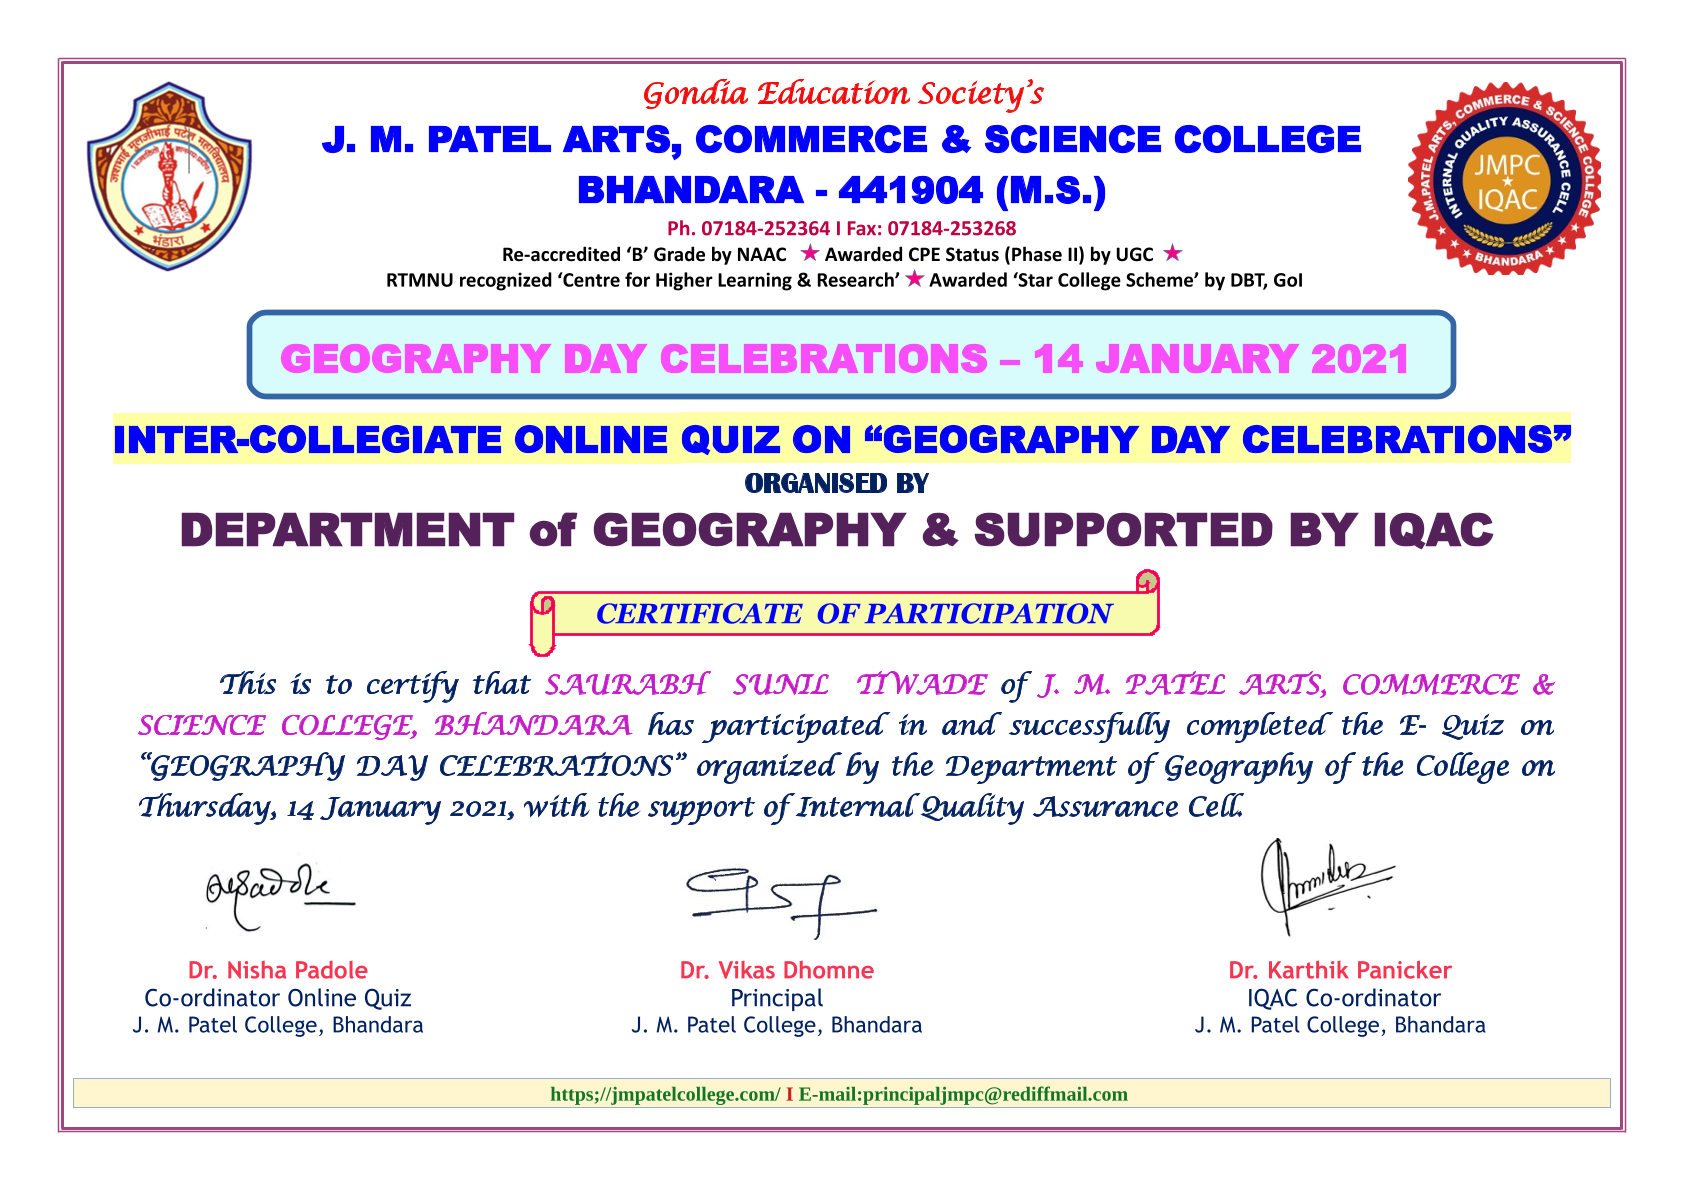 Gondia Education Society's
J. M. PATEL ARTS, COMMERCE & SCIENCE COLLEGE
BHANDARA - 441904 (M.S.)
Ph. 07184-252364 I Fax: 07184-253268
Re-accredited ‘B’ Grade by NAAC ★ Awarded CPE Status (Phase II) by UGC ★
RTMNU recognized ‘Centre for Higher Learning & Research’ ★ Awarded ‘Star College Scheme’ by DBT, GoI
जशभाई मुलजीभाई पटेल महाविद्यालय
भंडारा
J.M.PATEL ARTS, COMMERCE & SCIENCE COLLEGE
INTERNAL QUALITY ASSURANCE CELL
JMPC
IQAC
★ BHANDARA ★
GEOGRAPHY DAY CELEBRATIONS – 14 JANUARY 2021
INTER-COLLEGIATE ONLINE QUIZ ON “GEOGRAPHY DAY CELEBRATIONS”
ORGANISED BY
DEPARTMENT of GEOGRAPHY & SUPPORTED BY IQAC
CERTIFICATE OF PARTICIPATION
This is to certify that SAURABH SUNIL TIWADE of J. M. PATEL ARTS, COMMERCE &
SCIENCE COLLEGE, BHANDARA has participated in and successfully completed the E- Quiz on
“GEOGRAPHY DAY CELEBRATIONS” organized by the Department of Geography of the College on
Thursday, 14 January 2021, with the support of Internal Quality Assurance Cell.
Dr. Nisha Padole
Co-ordinator Online Quiz
J. M. Patel College, Bhandara
Dr. Vikas Dhomne
Principal
J. M. Patel College, Bhandara
Dr. Karthik Panicker
IQAC Co-ordinator
J. M. Patel College, Bhandara
https;//jmpatelcollege.com/ I E-mail:principaljmpc@rediffmail.com